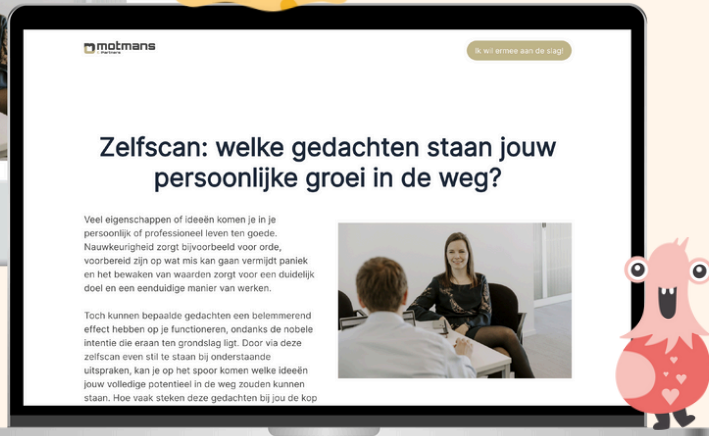 motmans
& Partners
Ik wil ermee aan de slag!
Zelfscan: welke gedachten staan jouw
persoonlijke groei in de weg?
Veel eigenschappen of ideeën komen je in je
persoonlijk of professioneel leven ten goede.
Nauwkeurigheid zorgt bijvoorbeeld voor orde,
voorbereid zijn op wat mis kan gaan vermijdt paniek
en het bewaken van waarden zorgt voor een duidelijk
doel en een eenduidige manier van werken.
Toch kunnen bepaalde gedachten een belemmerend
effect hebben op je functioneren, ondanks de nobele
intentie die eraan ten grondslag ligt. Door via deze
zelfscan even stil te staan bij onderstaande
uitspraken, kan je op het spoor komen welke ideeën
jouw volledige potentieel in de weg zouden kunnen
staan. Hoe vaak steken deze gedachten bij jou de kop